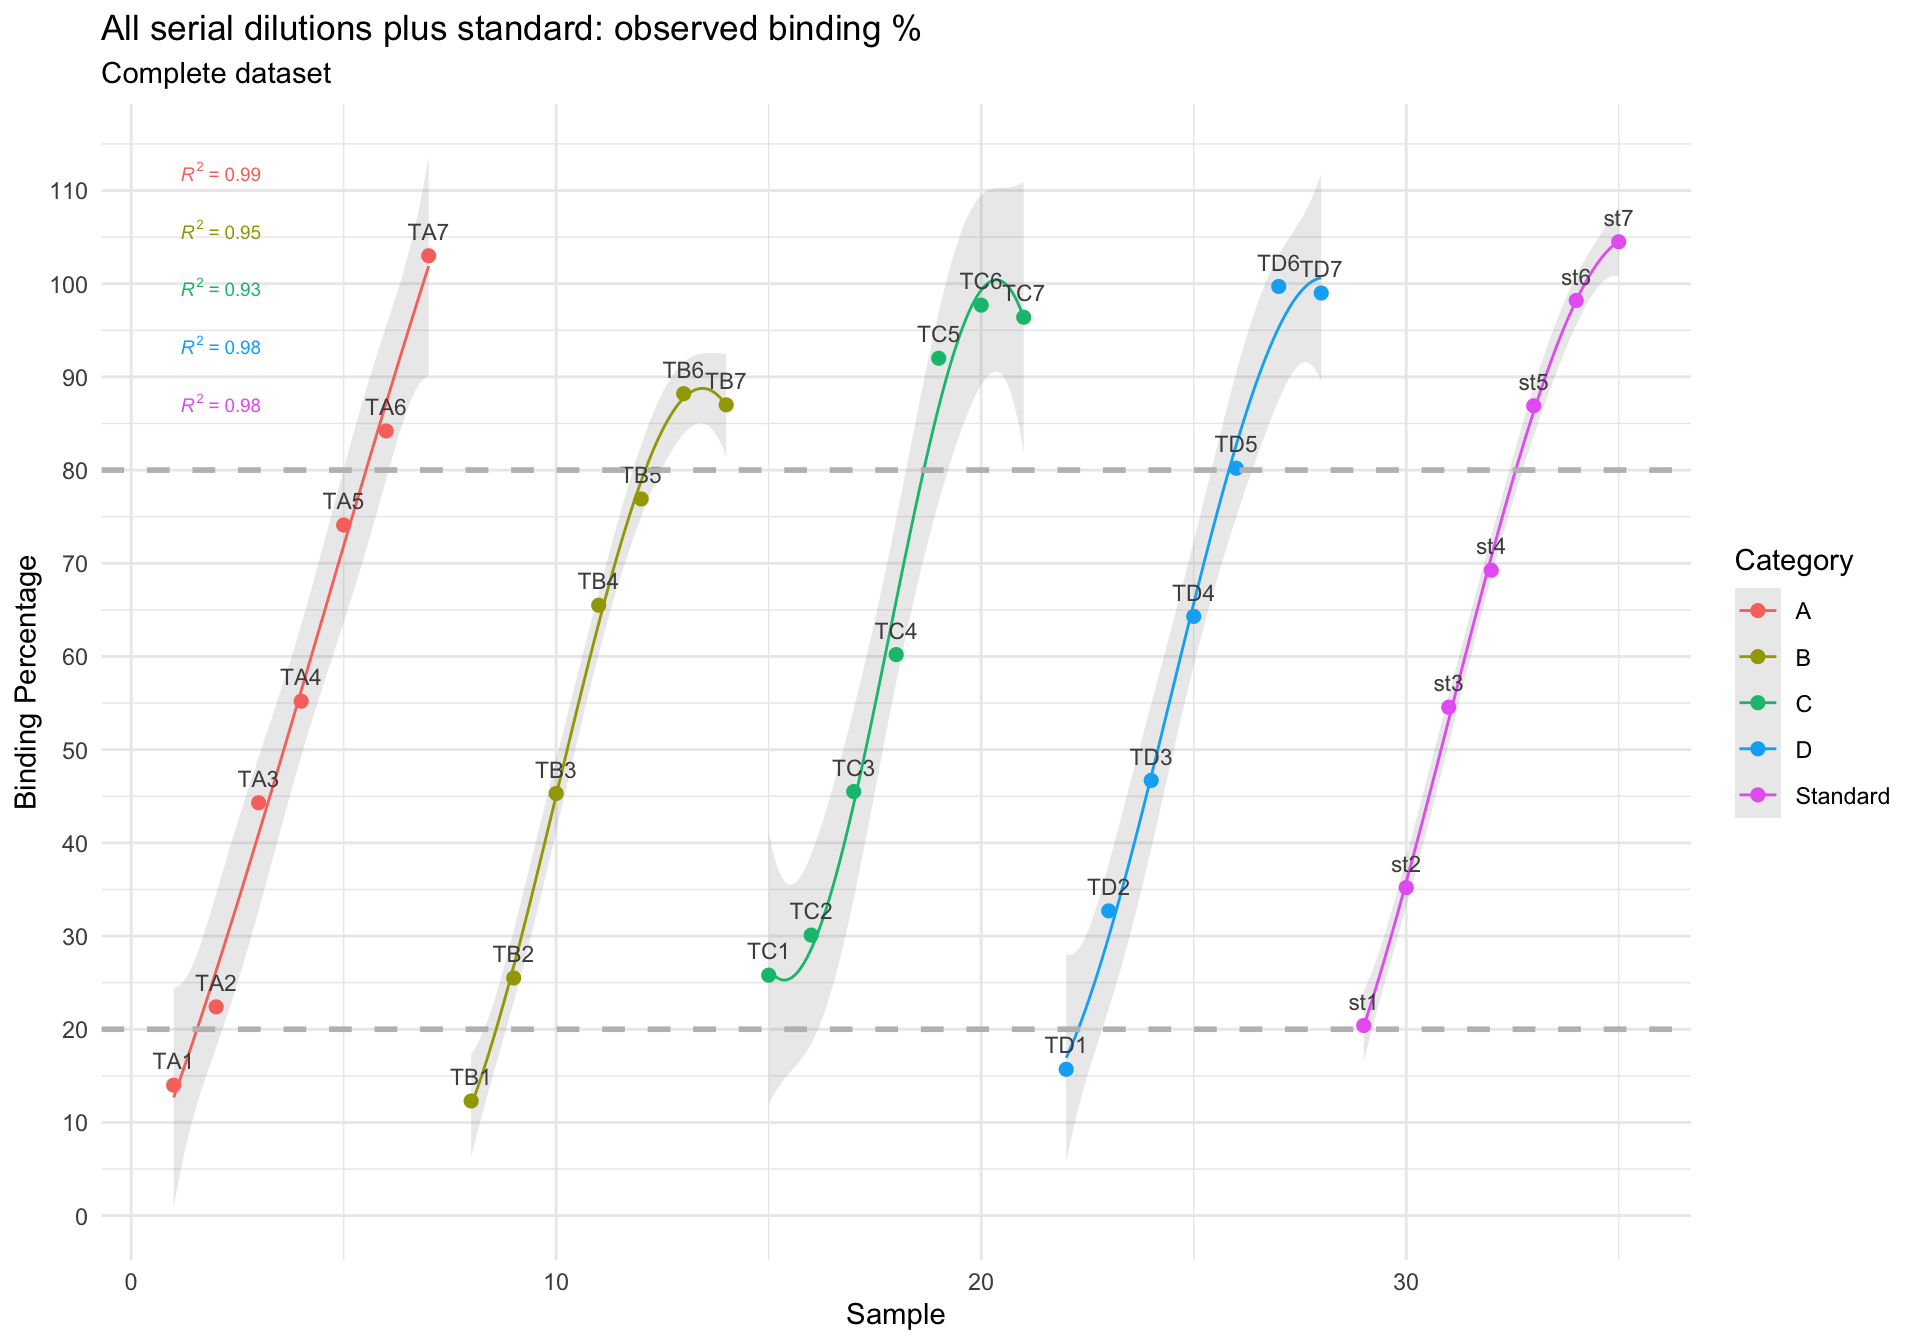 All serial dilutions plus standard: observed binding %
Complete dataset
R² = 0.99
R² = 0.95
R² = 0.93
R² = 0.98
R² = 0.98
110
100
90
80
70
60
50
40
30
20
10
0
Binding Percentage
TA1
TA2
TA3
TA4
TA5
TA6
TA7
TB1
TB2
TB3
TB4
TB5
TB6
TB7
TC1
TC2
TC3
TC4
TC5
TC6
TC7
TD1
TD2
TD3
TD4
TD5
TD6
TD7
st1
st2
st3
st4
st5
st6
st7
0 10 20 30
Sample
Category
A
B
C
D
Standard